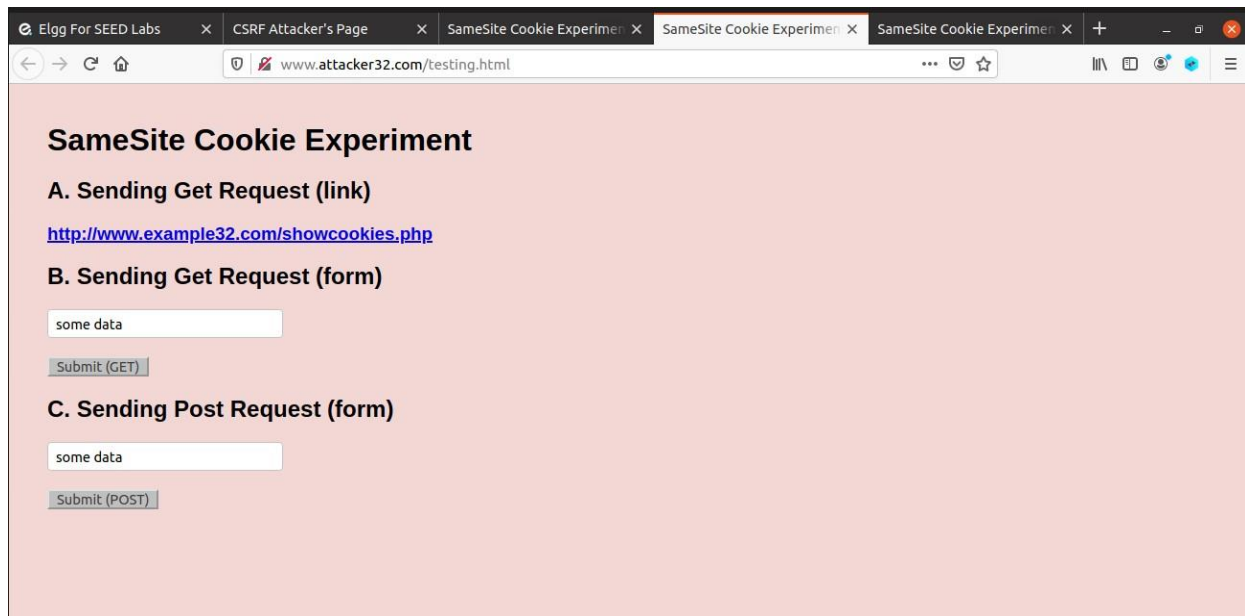 Elgg For SEED Labs
CSRF Attacker's Page
SameSite Cookie Experimen
SameSite Cookie Experimen
SameSite Cookie Experimen
www.attacker32.com/testing.html
SameSite Cookie Experiment
A. Sending Get Request (link)
http://www.example32.com/showcookies.php
B. Sending Get Request (form)
some data
Submit (GET)
C. Sending Post Request (form)
some data
Submit (POST)